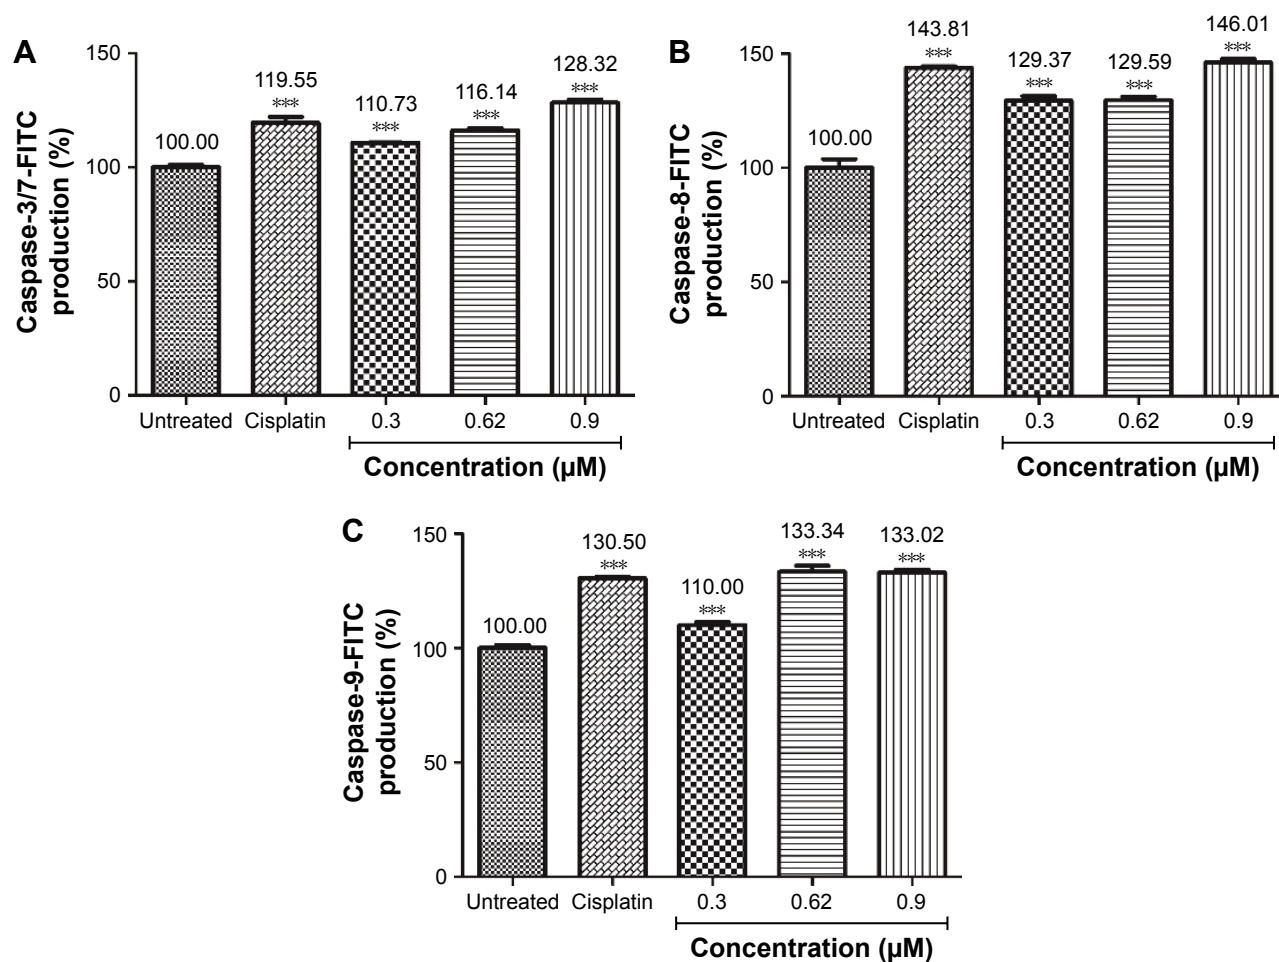 A
Caspase-3/7-FITC
production (%)
150
100
50
0
100.00
119.55
***
110.73
***
116.14
***
128.32
***
Untreated
Cisplatin
0.3
0.62
0.9
Concentration (µM)
B
Caspase-8-FITC
production (%)
150
100
50
0
100.00
143.81
***
129.37
***
129.59
***
146.01
***
Untreated
Cisplatin
0.3
0.62
0.9
Concentration (µM)
C
Caspase-9-FITC
production (%)
150
100
50
0
100.00
130.50
***
110.00
***
133.34
***
133.02
***
Untreated
Cisplatin
0.3
0.62
0.9
Concentration (µM)